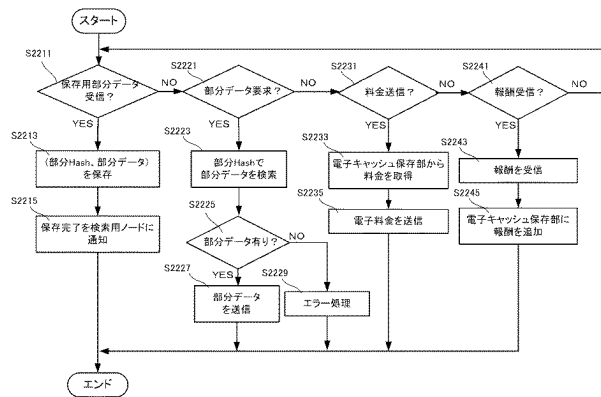 スタート
S2211
保存用部分データ
受信？
YES
NO
S2213
(部分Hash、部分データ)
を保存
S2215
保存完了を検索用ノードに
通知
エンド
S2221
部分データ要求？
YES
NO
S2223
部分Hashで
部分データを検索
S2225
部分データ有り？
YES
NO
S2227
部分データ
を送信
S2229
エラー処理
S2231
料金送信？
YES
NO
S2233
電子キャッシュ保存部から
料金を取得
S2235
電子料金を送信
S2241
報酬受信？
YES
NO
S2243
報酬を受信
S2245
電子キャッシュ保存部に
報酬を追加